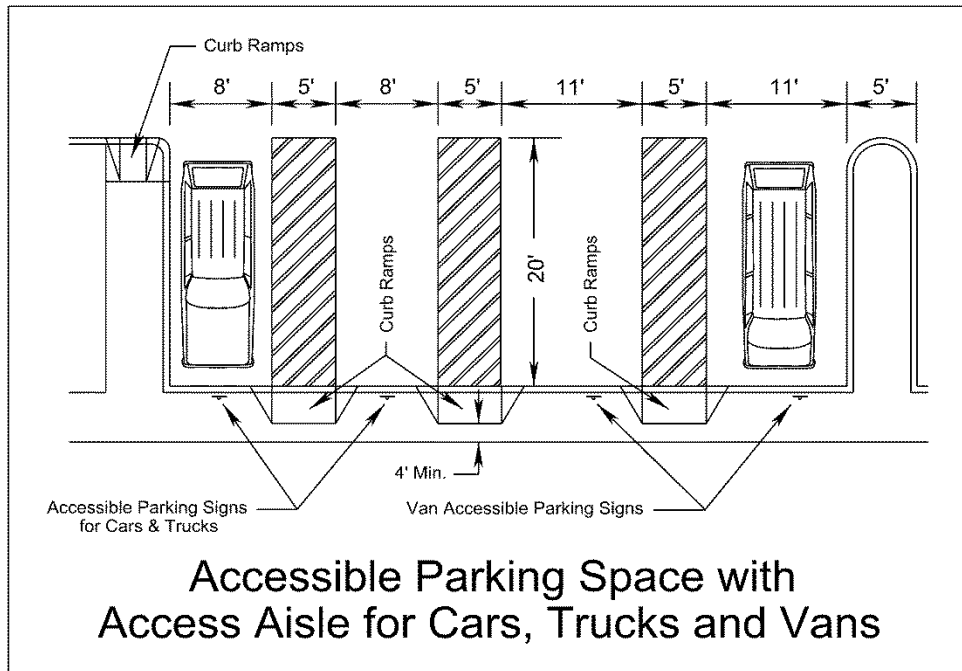 Curb Ramps
8' 5' 8' 5' 11' 5' 11' 5'
20'
Curb Ramps
Curb Ramps
4' Min.
Accessible Parking Signs
for Cars & Trucks
Van Accessible Parking Signs
Accessible Parking Space with
Access Aisle for Cars, Trucks and Vans